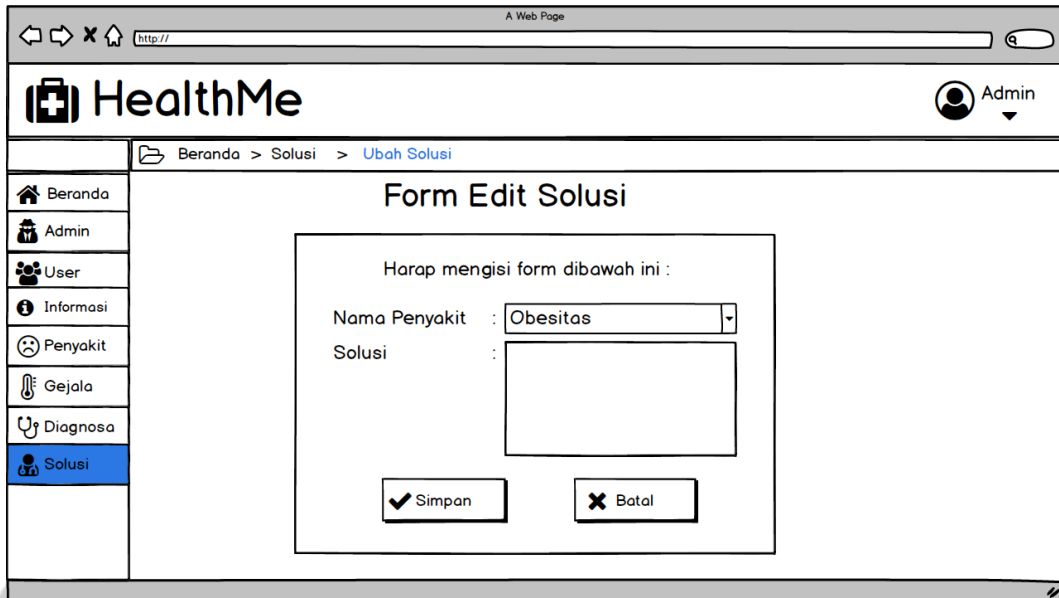 A Web Page
http://
HealthMe
Admin
Beranda > Solusi > Ubah Solusi
Beranda
Admin
User
Informasi
Penyakit
Gejala
Diagnosa
Solusi
Form Edit Solusi
Harap mengisi form dibawah ini :
Nama Penyakit : Obesitas
Solusi :
Simpan
Batal